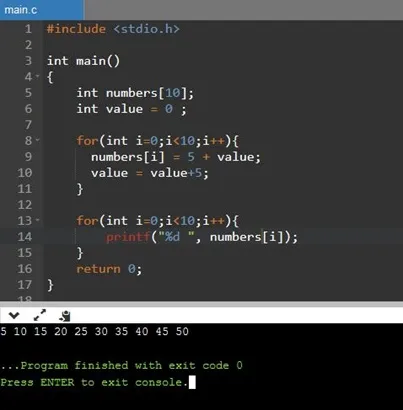 main.c
1 #include <stdio.h>
2
3 int main()
4 {
5 int numbers[10];
6 int value = 0 ;
7
8 for(int i=0;i<10;i++){
9 numbers[i] = 5 + value;
10 value = value+5;
11 }
12
13 for(int i=0;i<10;i++){
14 printf("%d ", numbers[i]);
15 }
16 return 0;
17 }
18
5 10 15 20 25 30 35 40 45 50
...Program finished with exit code 0
Press ENTER to exit console.